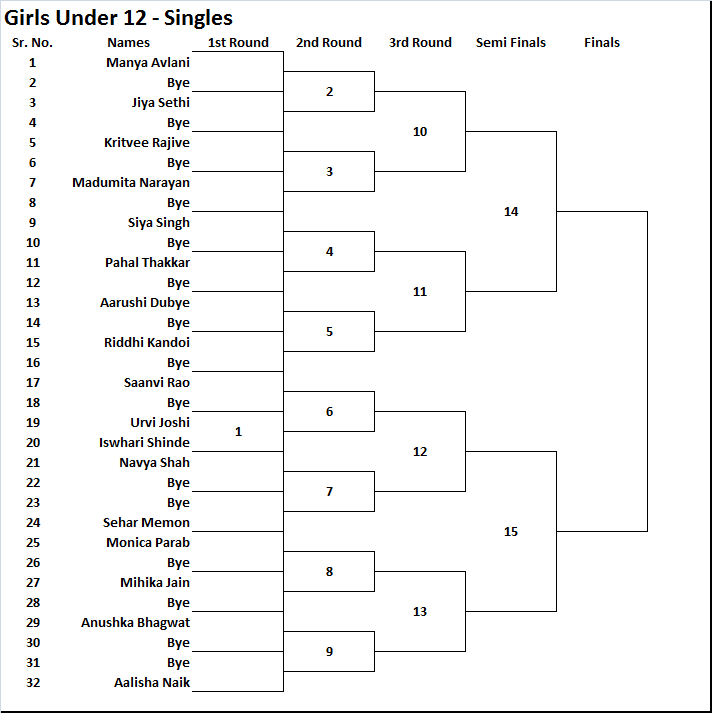 Girls Under 12 - Singles
Sr. No. Names 1st Round 2nd Round 3rd Round Semi Finals Finals
1 Manya Avlani
2 Bye
2
3 Jiya Sethi
4 Bye
10
5 Kritvee Rajive
6 Bye
3
7 Madumita Narayan
8 Bye
14
9 Siya Singh
10 Bye
4
11 Pahal Thakkar
12 Bye
11
13 Aarushi Dubye
14 Bye
5
15 Riddhi Kandoi
16 Bye
17 Saanvi Rao
18 Bye
6
19 Urvi Joshi
1
20 Iswhari Shinde
12
21 Navya Shah
22 Bye
7
23 Bye
24 Sehar Memon
15
25 Monica Parab
26 Bye
8
27 Mihika Jain
28 Bye
13
29 Anushka Bhagwat
30 Bye
9
31 Bye
32 Aalisha Naik